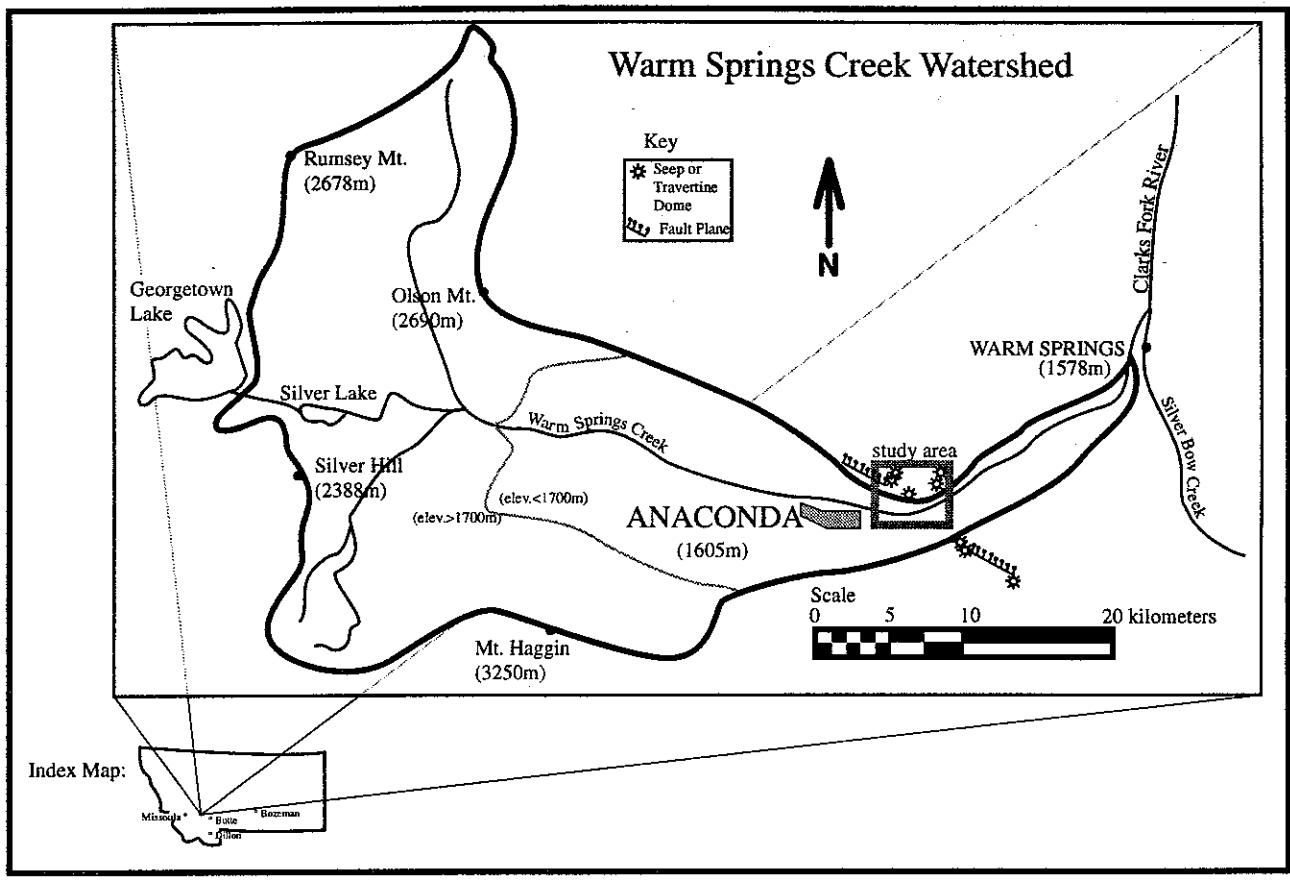 Warm Springs Creek Watershed
Key
Seep or
Travertine
Dome
Fault Plane
N
Rumsey Mt.
(2678m)
Clarks Fork River
Georgetown
Lake
Olson Mt.
(2690m)
WARM SPRINGS
(1578m)
Silver Lake
Warm Springs Creek
Silver Bow Creek
study area
Silver Hill
(2388m)
(elev.<1700m)
(elev.>1700m)
ANACONDA
(1605m)
Scale
0 5 10 20 kilometers
Mt. Haggin
(3250m)
Index Map:
Missoula
Butte
Bozeman
Dillon